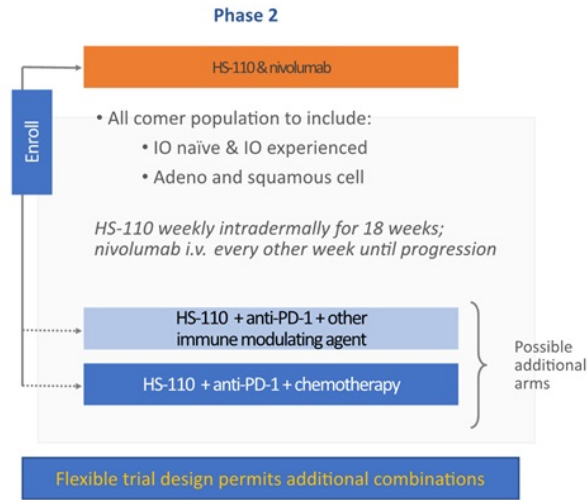 Phase 2
HS-110 & nivolumab
Enroll
• All comer population to include:
• IO naïve & IO experienced
• Adeno and squamous cell
HS-110 weekly intradermally for 18 weeks;
nivolumab i.v. every other week until progression
HS-110 + anti-PD-1 + other
immune modulating agent
HS-110 + anti-PD-1 + chemotherapy
Possible
additional
arms
Flexible trial design permits additional combinations